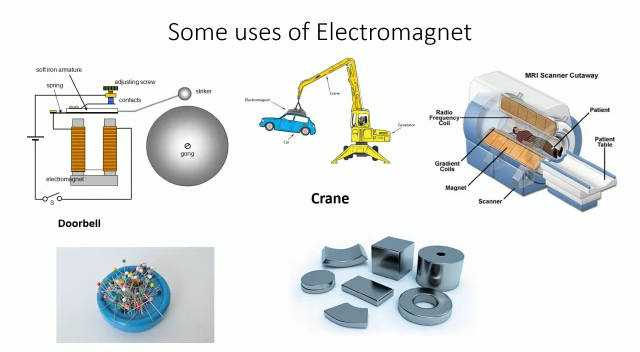 Some uses of Electromagnet
soft iron armature
spring
adjusting screw
contacts
striker
gong
electromagnet
S
Doorbell
Electromagnet
Crane
Car
Generator
Crane
MRI Scanner Cutaway
Radio
Frequency
Coil
Patient
Patient
Table
Gradient
Coils
Magnet
Scanner